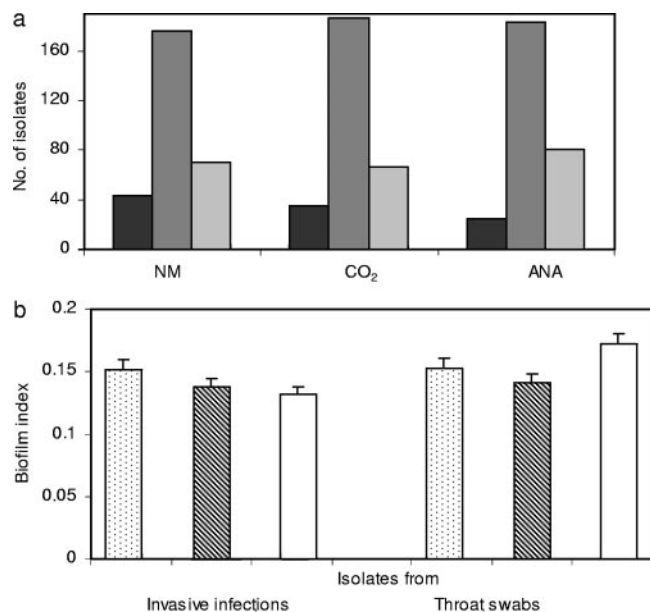 a
No. of isolates
160
120
80
40
0
NM CO₂ ANA
b
Biofilm index
0.2
0.15
0.1
0.05
0
Isolates from
Invasive infections Throat swabs